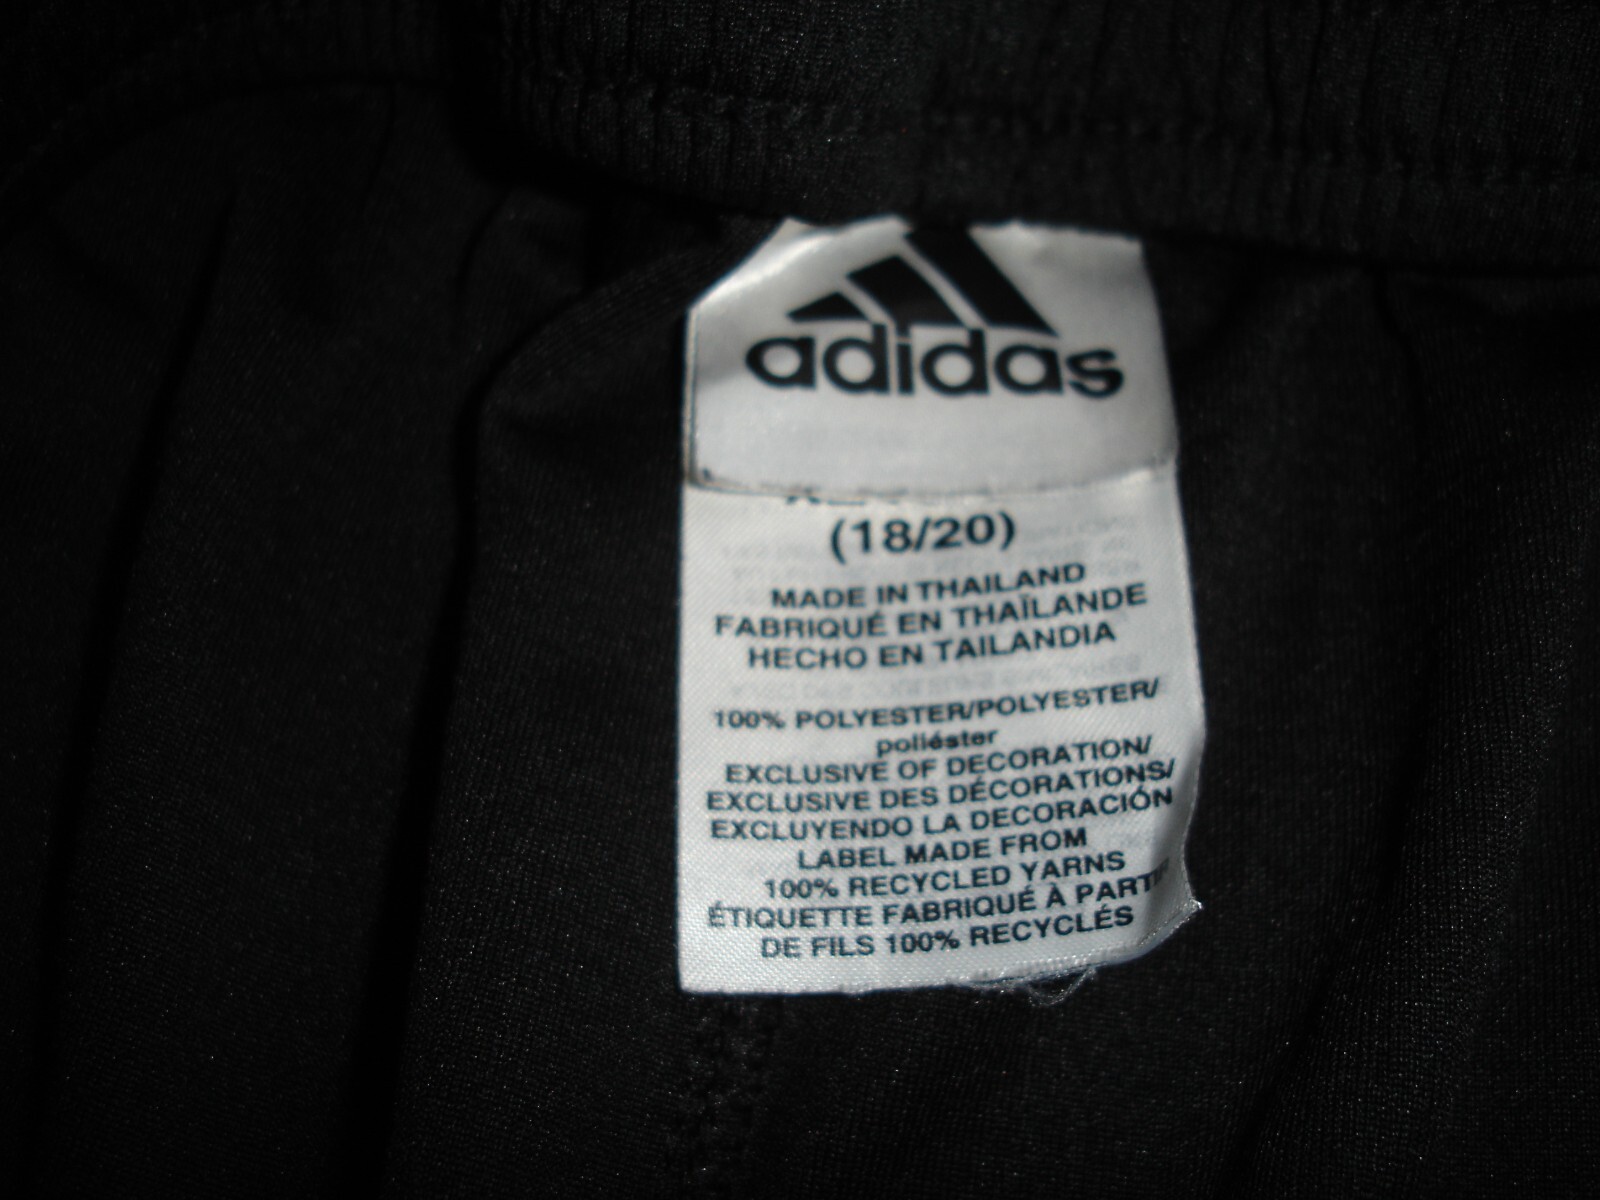 adidas
(18/20)
MADE IN THAILAND
FABRIQUÉ EN THAÏLANDE
HECHO EN TAILANDIA
100% POLYESTER/POLYESTER/
poliéster
EXCLUSIVE OF DECORATION/
EXCLUSIVE DES DÉCORATIONS/
EXCLUYENDO LA DECORACIÓN
LABEL MADE FROM
100% RECYCLED YARNS
ÉTIQUETTE FABRIQUÉ À PARTIR
DE FILS 100% RECYCLÉS